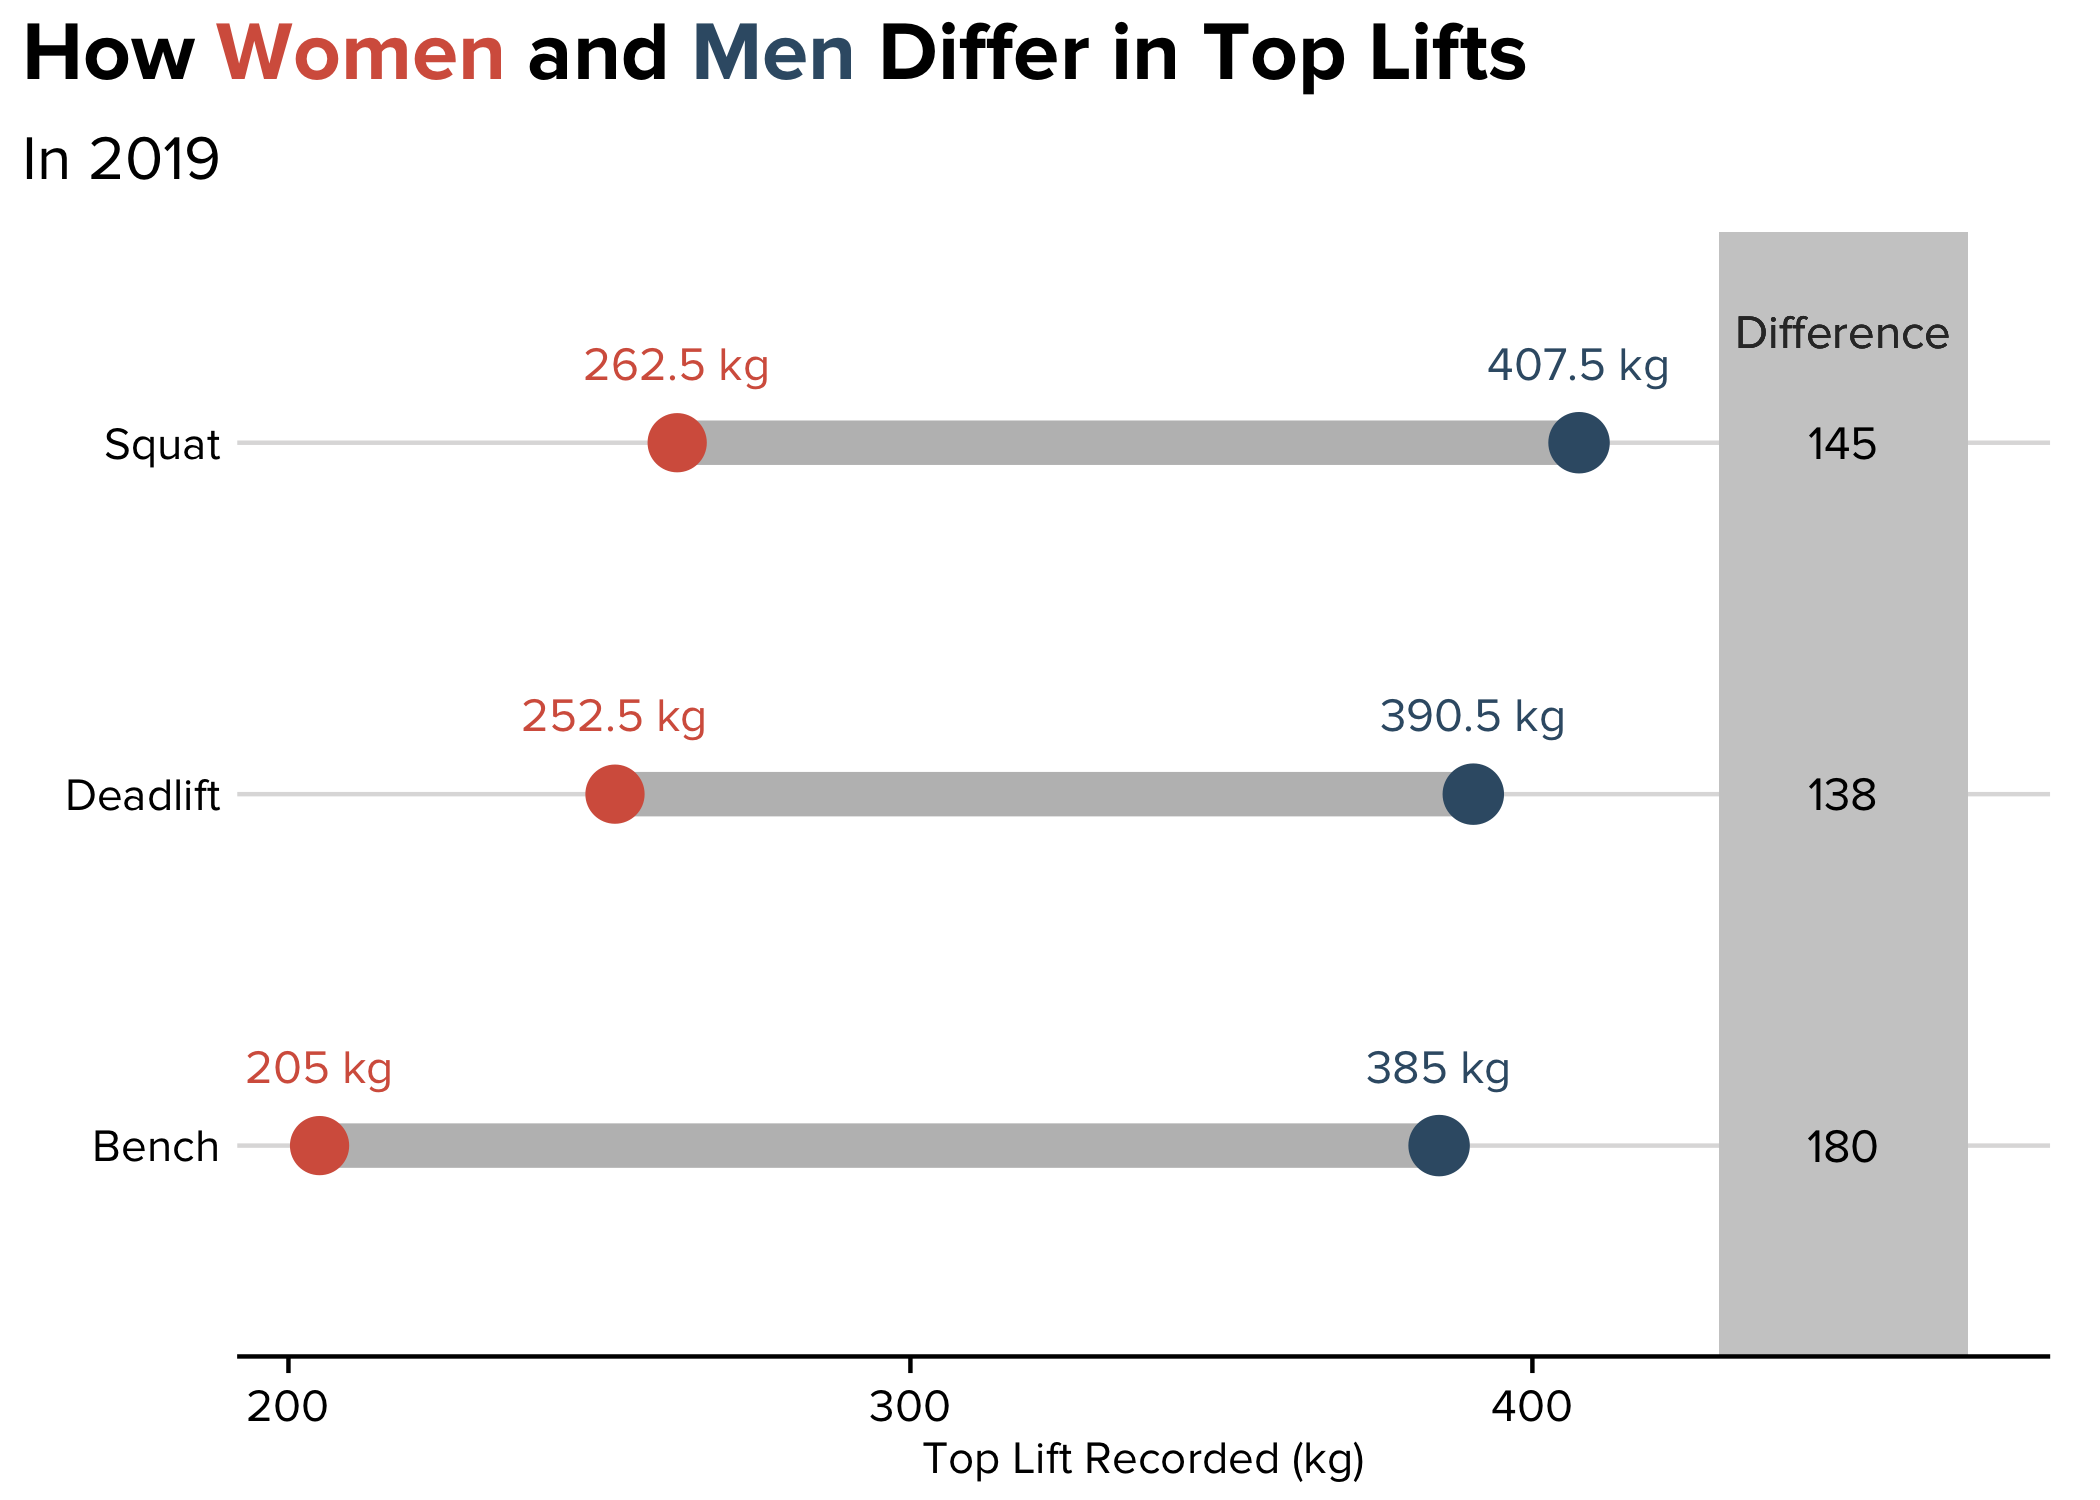 How Women and Men Differ in Top Lifts
In 2019
Difference
262.5 kg 407.5 kg
Squat 145
252.5 kg 390.5 kg
Deadlift 138
205 kg 385 kg
Bench 180
200 300 400
Top Lift Recorded (kg)